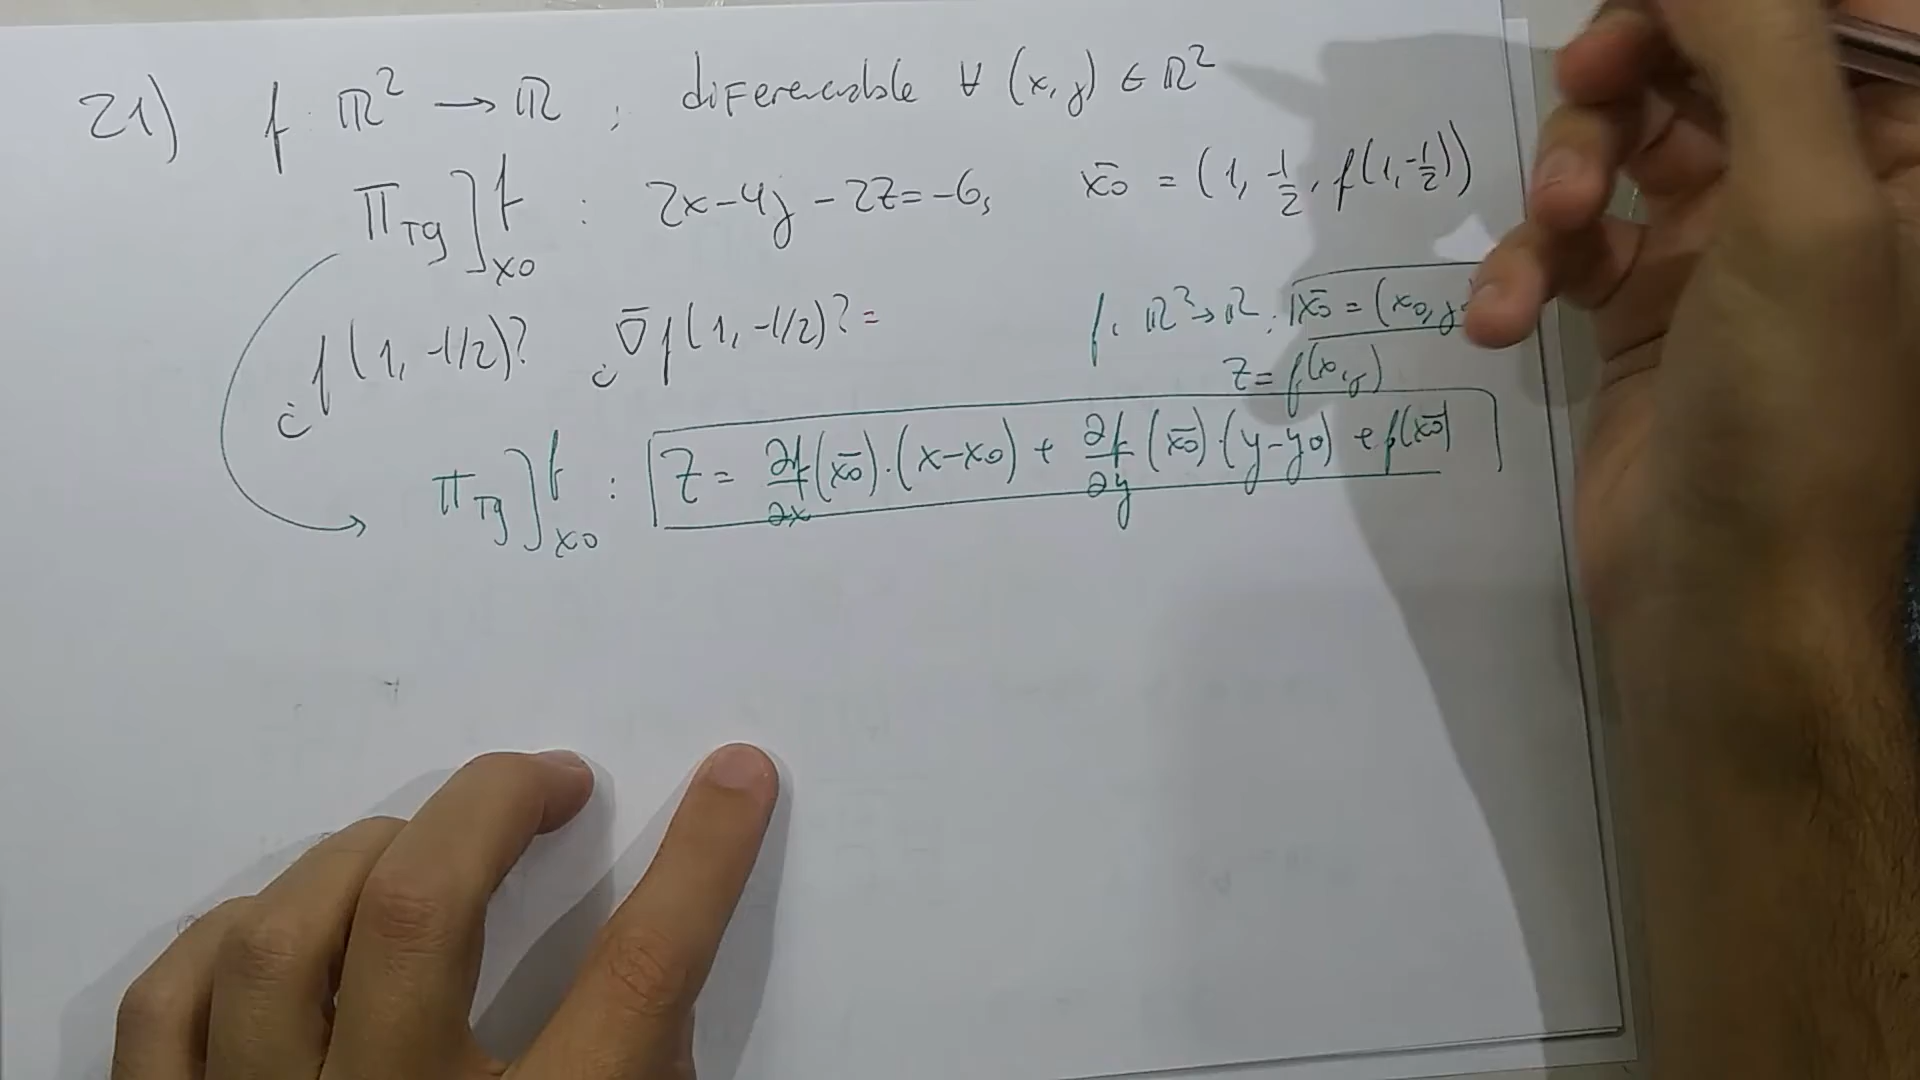 21) f: ℝ² → ℝ, diferenciable ∀ (x, y) ∈ ℝ²
π_Tg ]^f_x0 : 2x-4y-2z=-6, x̄0 = (1, -1/2, f(1, -1/2))
¿f(1, -1/2)? ¿∇̄f(1, -1/2)? =
f: ℝ² → ℝ, x̄0 = (x0, y
z = f(x, y)
π_Tg ]^f_x0 : z = ∂f/∂x (x̄0)·(x-x0) + ∂f/∂y (x̄0)·(y-y0) + f(x̄0)